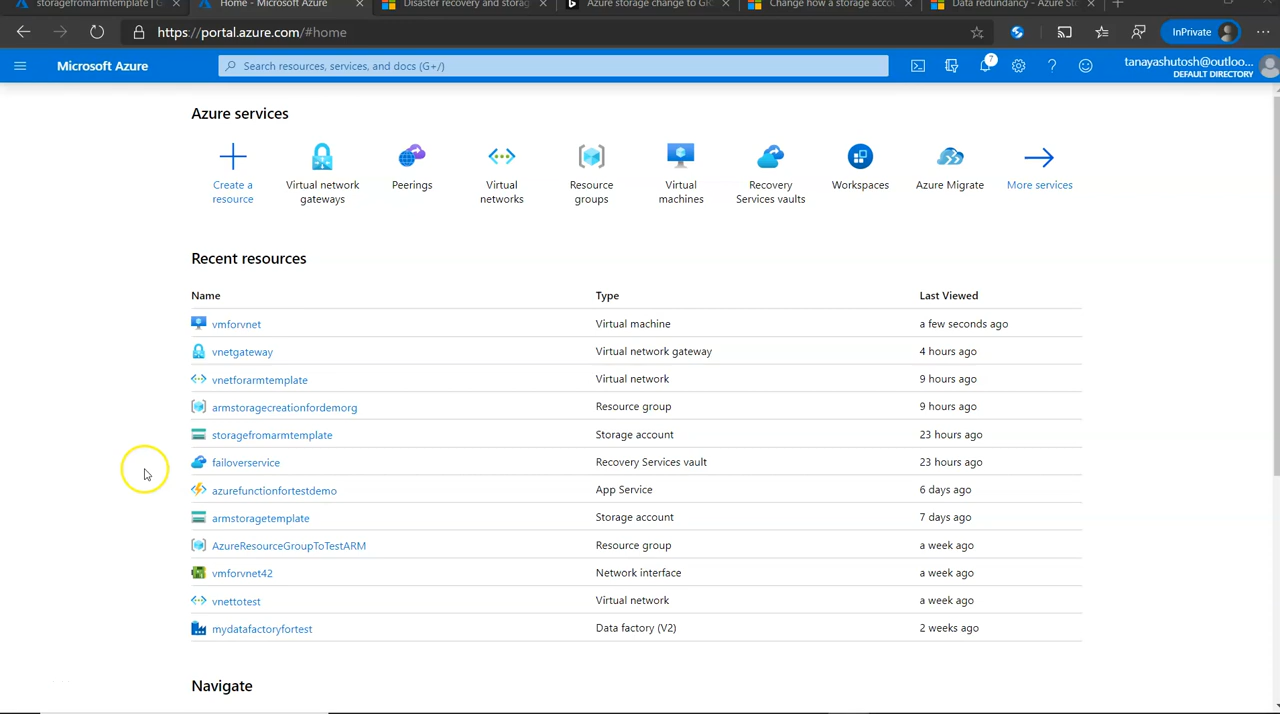 storagefromarmtemplate | G
Home - Microsoft Azure
Disaster recovery and storag
Azure storage change to
Change how a storage accou
Data redundancy - Azure Sto
https://portal.azure.com/#home
InPrivate
Microsoft Azure
Search resources, services, and docs (G+/)
7
tanayashutosh@outloo...
DEFAULT DIRECTORY
Azure services
Create a resource
Virtual network gateways
Peerings
Virtual networks
Resource groups
Virtual machines
Recovery Services vaults
Workspaces
Azure Migrate
More services
Recent resources
Name Type Last Viewed
vmforvnet Virtual machine a few seconds ago
vnetgateway Virtual network gateway 4 hours ago
vnetforarmtemplate Virtual network 9 hours ago
armstoragecreationfordemorg Resource group 9 hours ago
storagefromarmtemplate Storage account 23 hours ago
failoverservice Recovery Services vault 23 hours ago
azurefunctionfortestdemo App Service 6 days ago
armstoragetemplate Storage account 7 days ago
AzureResourceGroupToTestARM Resource group a week ago
vmforvnet42 Network interface a week ago
vnettotest Virtual network a week ago
mydatafactoryfortest Data factory (V2) 2 weeks ago
Navigate